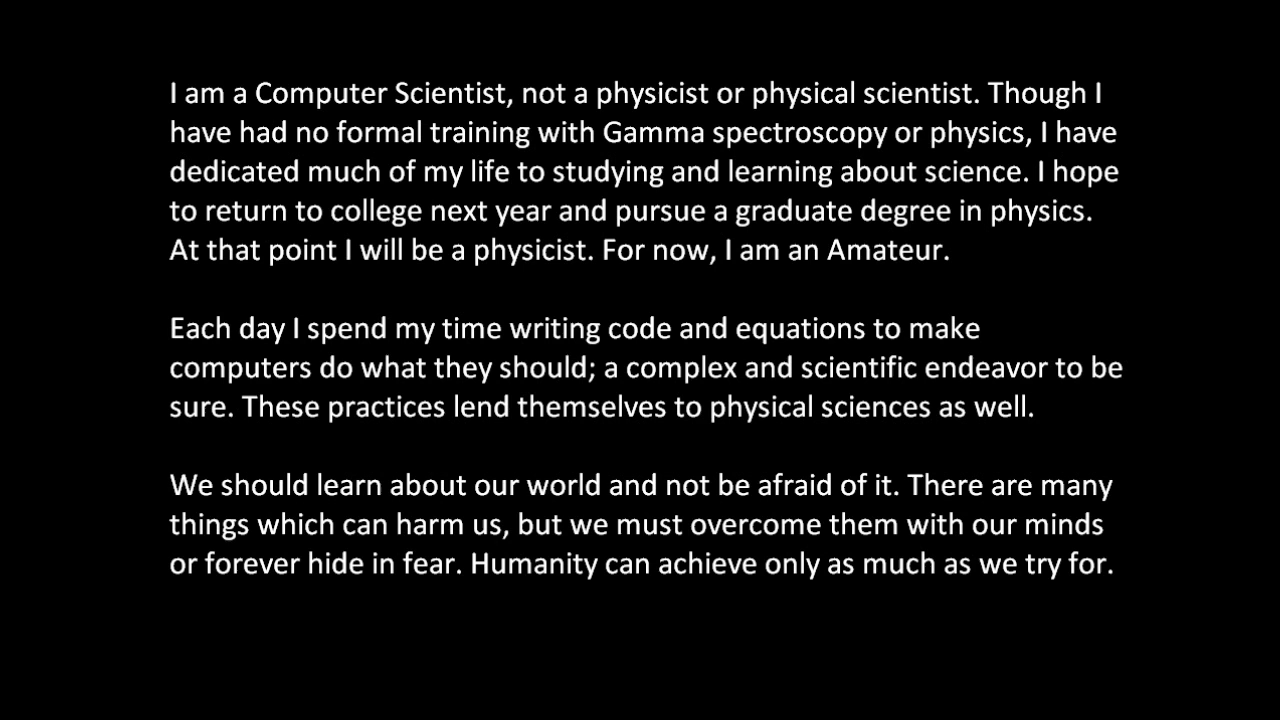 I am a Computer Scientist, not a physicist or physical scientist. Though I
have had no formal training with Gamma spectroscopy or physics, I have
dedicated much of my life to studying and learning about science. I hope
to return to college next year and pursue a graduate degree in physics.
At that point I will be a physicist. For now, I am an Amateur.
Each day I spend my time writing code and equations to make
computers do what they should; a complex and scientific endeavor to be
sure. These practices lend themselves to physical sciences as well.
We should learn about our world and not be afraid of it. There are many
things which can harm us, but we must overcome them with our minds
or forever hide in fear. Humanity can achieve only as much as we try for.